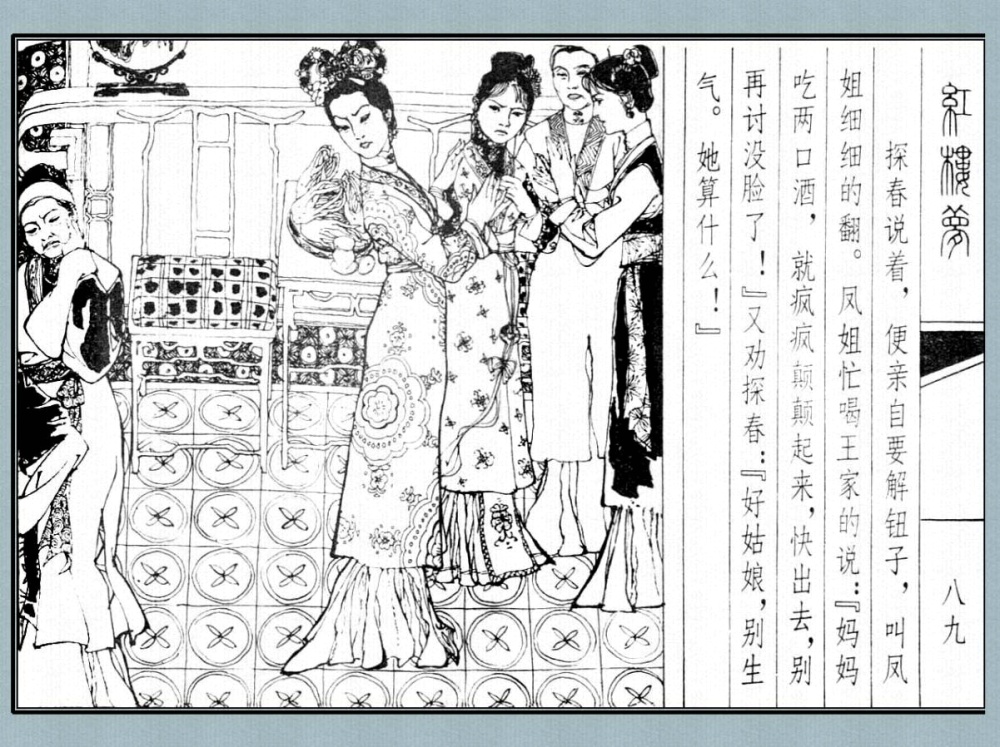 紅樓夢
八九
探春说着，便亲自要解钮子，叫凤
姐细细的翻。凤姐忙喝王家的说：『妈妈
吃两口酒，就疯疯颠颠起来，快出去，别
再讨没脸了！』又劝探春：『好姑娘，别生
气。她算什么！』